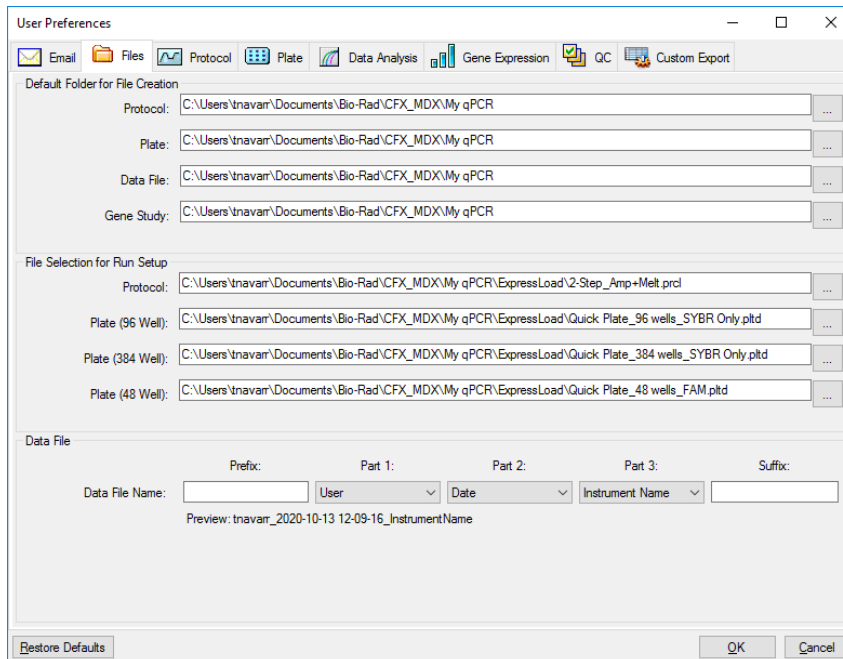 User Preferences
Email Files Protocol Plate Data Analysis Gene Expression QC Custom Export
Default Folder for File Creation
Protocol: C:\Users\tnavarr\Documents\Bio-Rad\CFX_MDX\My qPCR ...
Plate: C:\Users\tnavarr\Documents\Bio-Rad\CFX_MDX\My qPCR ...
Data File: C:\Users\tnavarr\Documents\Bio-Rad\CFX_MDX\My qPCR ...
Gene Study: C:\Users\tnavarr\Documents\Bio-Rad\CFX_MDX\My qPCR ...
File Selection for Run Setup
Protocol: C:\Users\tnavarr\Documents\Bio-Rad\CFX_MDX\My qPCR\ExpressLoad\2-Step_Amp+Melt.prcl ...
Plate (96 Well): C:\Users\tnavarr\Documents\Bio-Rad\CFX_MDX\My qPCR\ExpressLoad\Quick Plate_96 wells_SYBR Only.pltd ...
Plate (384 Well): C:\Users\tnavarr\Documents\Bio-Rad\CFX_MDX\My qPCR\ExpressLoad\Quick Plate_384 wells_SYBR Only.pltd ...
Plate (48 Well): C:\Users\tnavarr\Documents\Bio-Rad\CFX_MDX\My qPCR\ExpressLoad\Quick Plate_48 wells_FAM.pltd ...
Data File
Prefix: Part 1: Part 2: Part 3: Suffix:
Data File Name: User Date Instrument Name
Preview: tnavarr_2020-10-13 12-09-16_InstrumentName
Restore Defaults OK Cancel